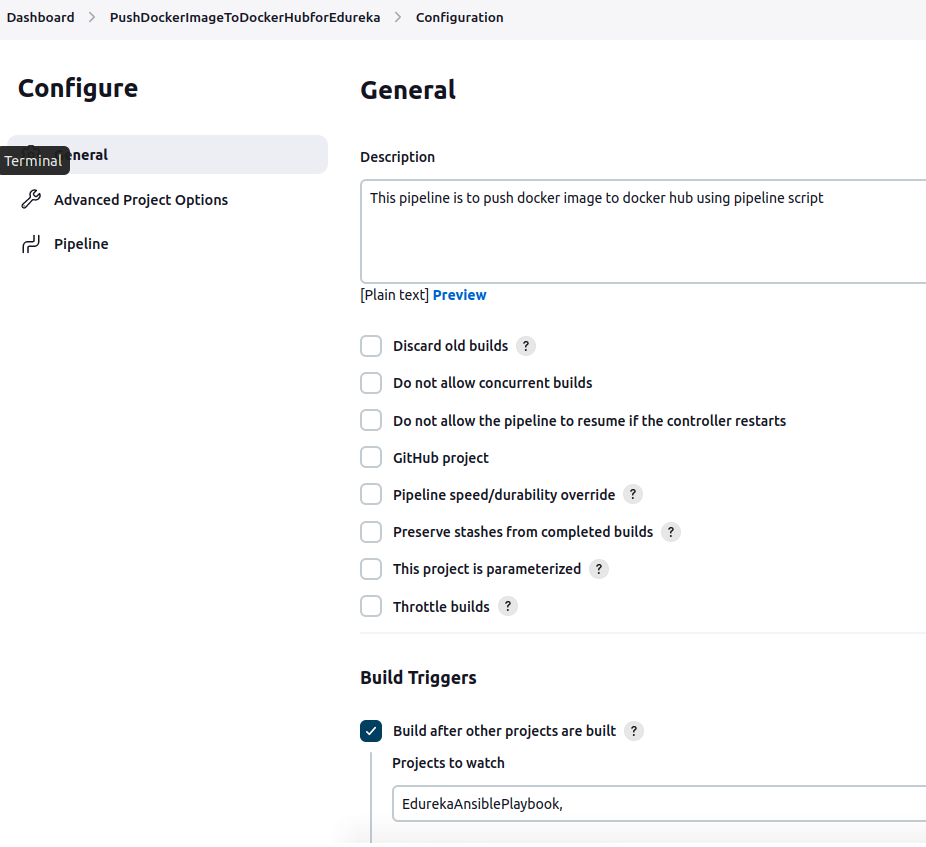 Dashboard > PushDockerImageToDockerHubforEdureka > Configuration
Configure
General
Terminal
Advanced Project Options
Pipeline
General
Description
This pipeline is to push docker image to docker hub using pipeline script
[Plain text] Preview
Discard old builds ?
Do not allow concurrent builds
Do not allow the pipeline to resume if the controller restarts
GitHub project
Pipeline speed/durability override ?
Preserve stashes from completed builds ?
This project is parameterized ?
Throttle builds ?
Build Triggers
Build after other projects are built ?
Projects to watch
EdurekaAnsiblePlaybook,